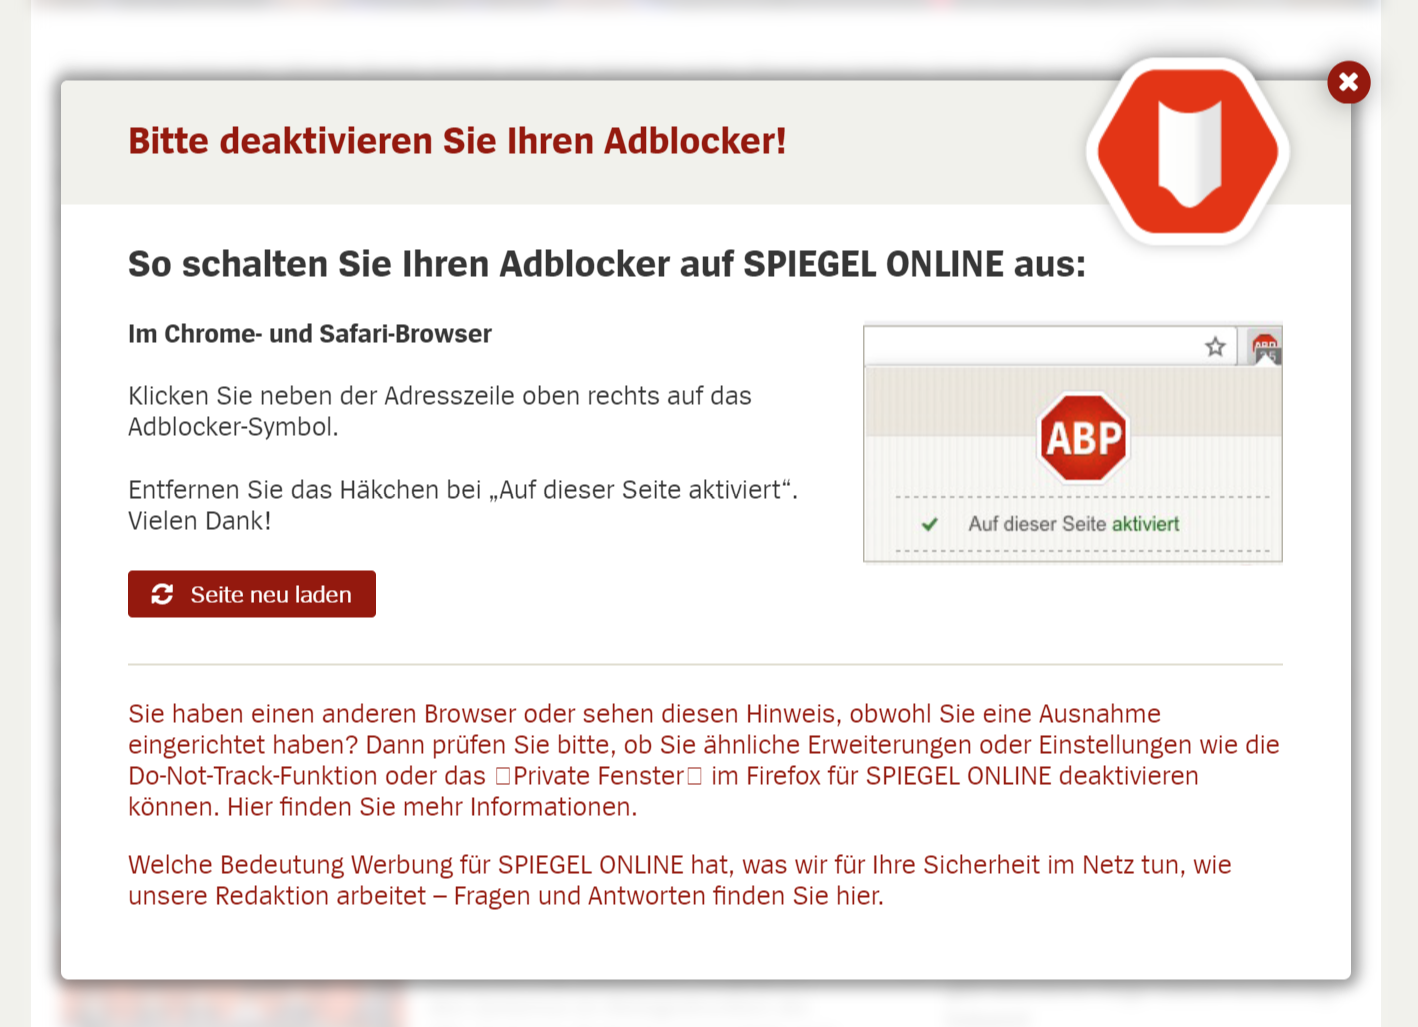 Bitte deaktivieren Sie Ihren Adblocker!
So schalten Sie Ihren Adblocker auf SPIEGEL ONLINE aus:
Im Chrome- und Safari-Browser
Klicken Sie neben der Adresszeile oben rechts auf das
Adblocker-Symbol.
Entfernen Sie das Häkchen bei „Auf dieser Seite aktiviert“.
Vielen Dank!
Seite neu laden
ABP
ABP
Auf dieser Seite aktiviert
Sie haben einen anderen Browser oder sehen diesen Hinweis, obwohl Sie eine Ausnahme
eingerichtet haben? Dann prüfen Sie bitte, ob Sie ähnliche Erweiterungen oder Einstellungen wie die
Do-Not-Track-Funktion oder das □Private Fenster□ im Firefox für SPIEGEL ONLINE deaktivieren
können. Hier finden Sie mehr Informationen.
Welche Bedeutung Werbung für SPIEGEL ONLINE hat, was wir für Ihre Sicherheit im Netz tun, wie
unsere Redaktion arbeitet – Fragen und Antworten finden Sie hier.